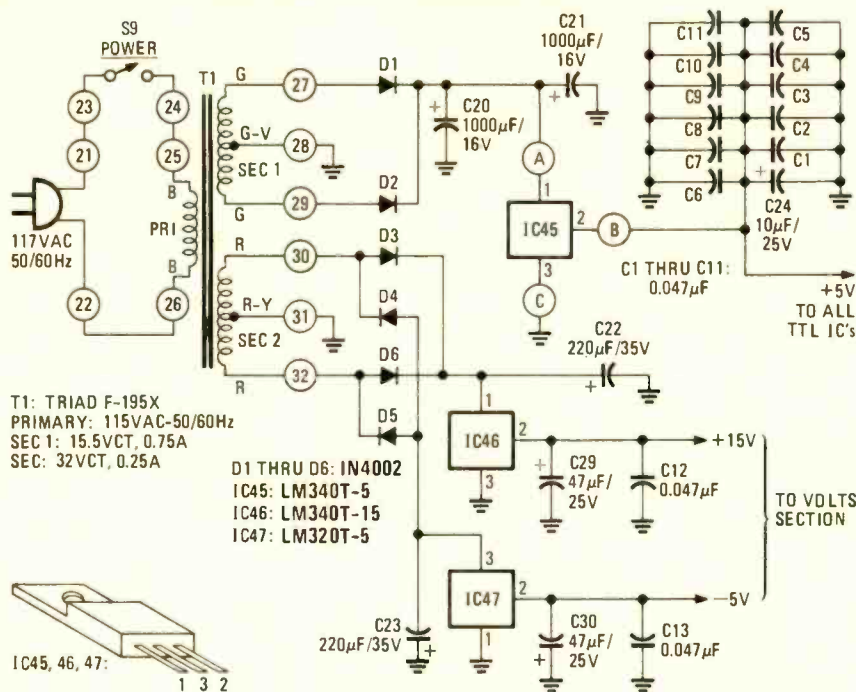 S9
POWER
T1
23
24
21
25
B
PRI
B
117VAC
50/60Hz
22
26
G
27
D1
G-V
28
SEC 1
G
29
D2
R
30
D3
D4
R-Y
31
SEC 2
D6
R
32
D5
+
C20
1000µF/
16V
C21
1000µF/
16V
+
A
1
IC45
2
B
3
C
C11
C5
C10
C4
C9
C3
C8
C2
C7
C1
C6
+
C24
10µF/
25V
C1 THRU C11:
0.047µF
+5V
TO ALL
TTL IC's
C22
220µF/35V
+
T1: TRIAD F-195X
PRIMARY: 115VAC-50/60Hz
SEC 1: 15.5VCT, 0.75A
SEC: 32VCT, 0.25A
D1 THRU D6: IN4002
IC45: LM340T-5
IC46: LM340T-15
IC47: LM320T-5
1
IC46
2
3
+
C29
47µF/
25V
C12
0.047µF
+15V
TO VOLTS
SECTION
3
IC47
2
1
C23
220µF/35V
+
C30
47µF/
25V
+
C13
0.047µF
-5V
IC45, 46, 47:
1 3 2